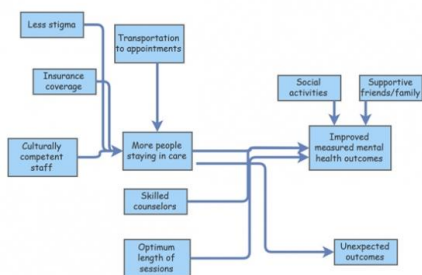 Less stigma
Transportation
to appointments
Insurance
coverage
Social
activities
Supportive
friends/family
Culturally
competent
staff
More people
staying in care
Improved
measured mental
health outcomes
Skilled
counselors
Optimum
length of
sessions
Unexpected
outcomes